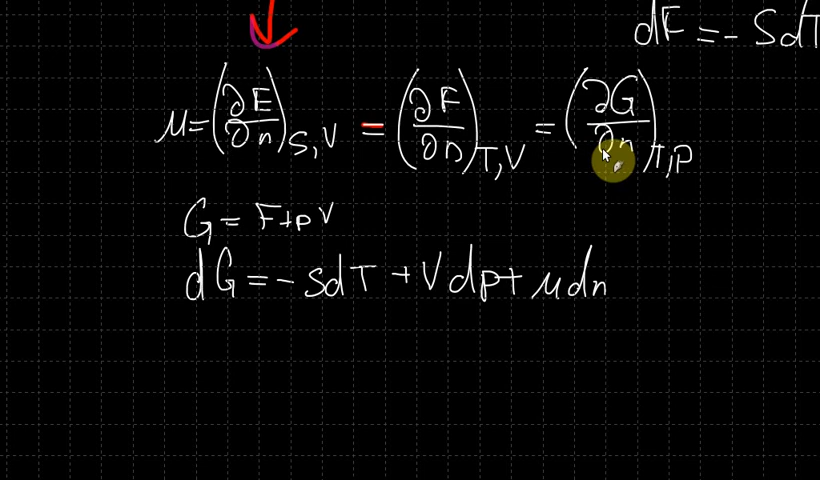 dF = - SdT
μ = (∂E/∂n)S,V = (∂F/∂n)T,V = (∂G/∂n)T,P
G = F+pV
dG = - SdT + Vdp + μdn